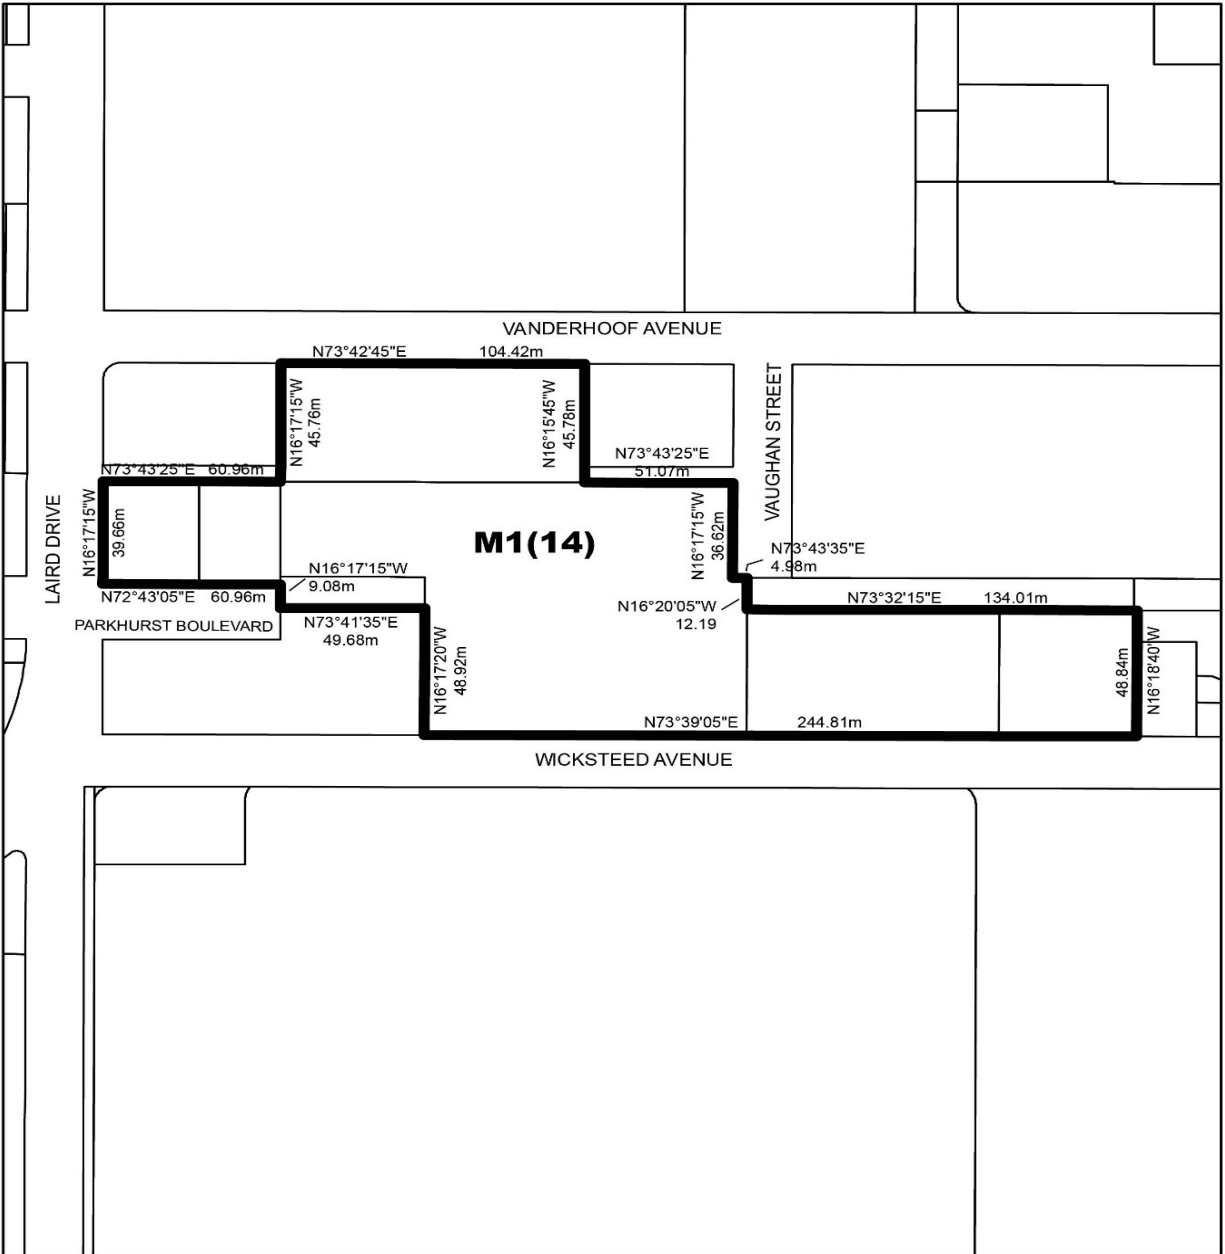 VANDERHOOF AVENUE
N73°42'45"E 104.42m
N16°17'15"W
45.76m
N16°15'45"W
45.78m
VAUGHAN STREET
N73°43'25"E
51.07m
N73°43'25"E 60.96m
LAIRD DRIVE
N16°17'15"W
39.66m
M1(14)
N16°17'15"W
36.62m
N73°43'35"E
4.98m
N16°17'15"W
9.08m
N72°43'05"E 60.96m
N16°20'05"W
12.19
N73°32'15"E 134.01m
PARKHURST BOULEVARD
N73°41'35"E
49.68m
N16°17'20"W
48.92m
48.84m
N16°18'40"W
N73°39'05"E 244.81m
WICKSTEED AVENUE